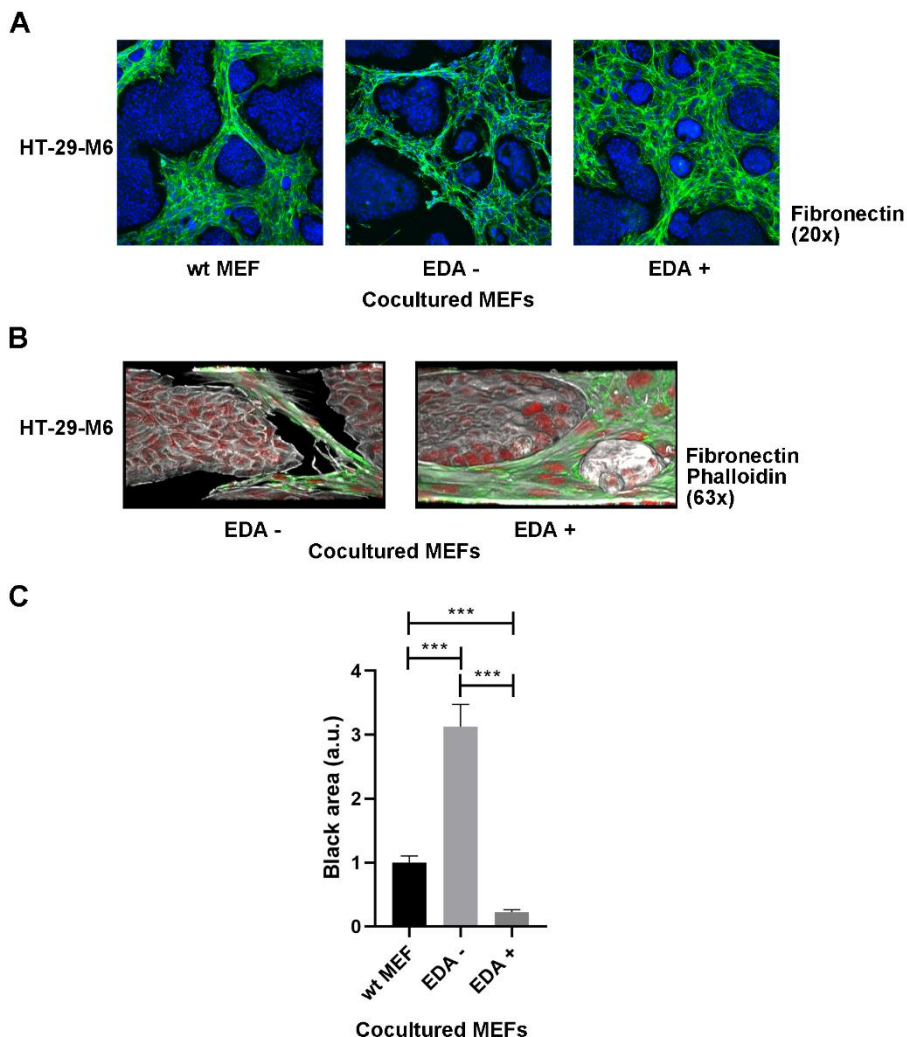 A
HT-29-M6
Fibronectin
(20x)
wt MEF
EDA -
EDA +
Cocultured MEFs
B
HT-29-M6
Fibronectin
Phalloidin
(63x)
EDA -
EDA +
Cocultured MEFs
C
***
***
***
Black area (a.u.)
4
3
2
1
0
wt MEF
EDA -
EDA +
Cocultured MEFs